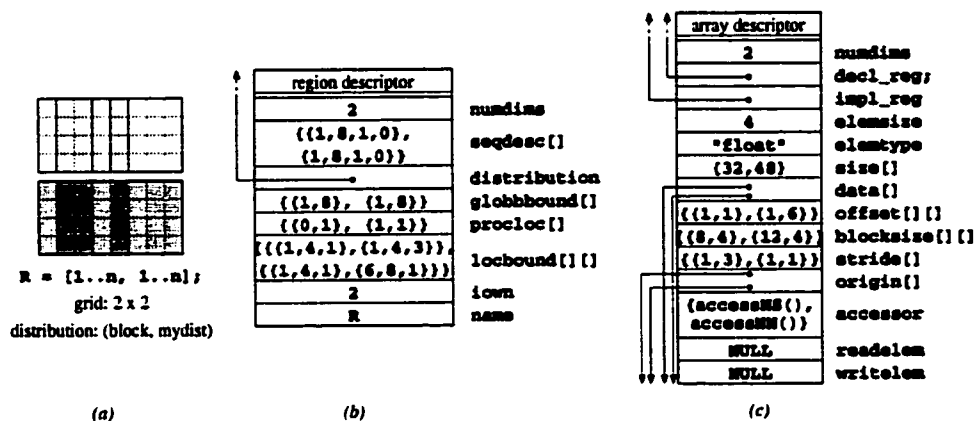 R = [1..n, 1..n];
grid: 2 x 2
distribution: (block, mydist)
(a)
region descriptor
2 numdims
{{1,8,1,0},
{1,8,1,0}} seqdesc[]
distribution
{{1,8}, {1,8}} globbbound[]
{{0,1}, {1,1}} procloc[]
{{{1,4,1},{1,4,3}},
{{1,4,1},{6,8,1}}} locbound[][]
2 iown
R name
(b)
array descriptor
2 numdims
decl_reg;
impl_reg
4 elemsize
"float" elemtype
{32,48} size[]
data[]
{{1,1},{1,6}} offset[][]
{{8,4},{12,4}} blocksize[][]
{{1,3},{1,1}} stride[]
origin[]
{accessMS(),
accessMM()} accessor
NULL readelem
NULL writelem
(c)